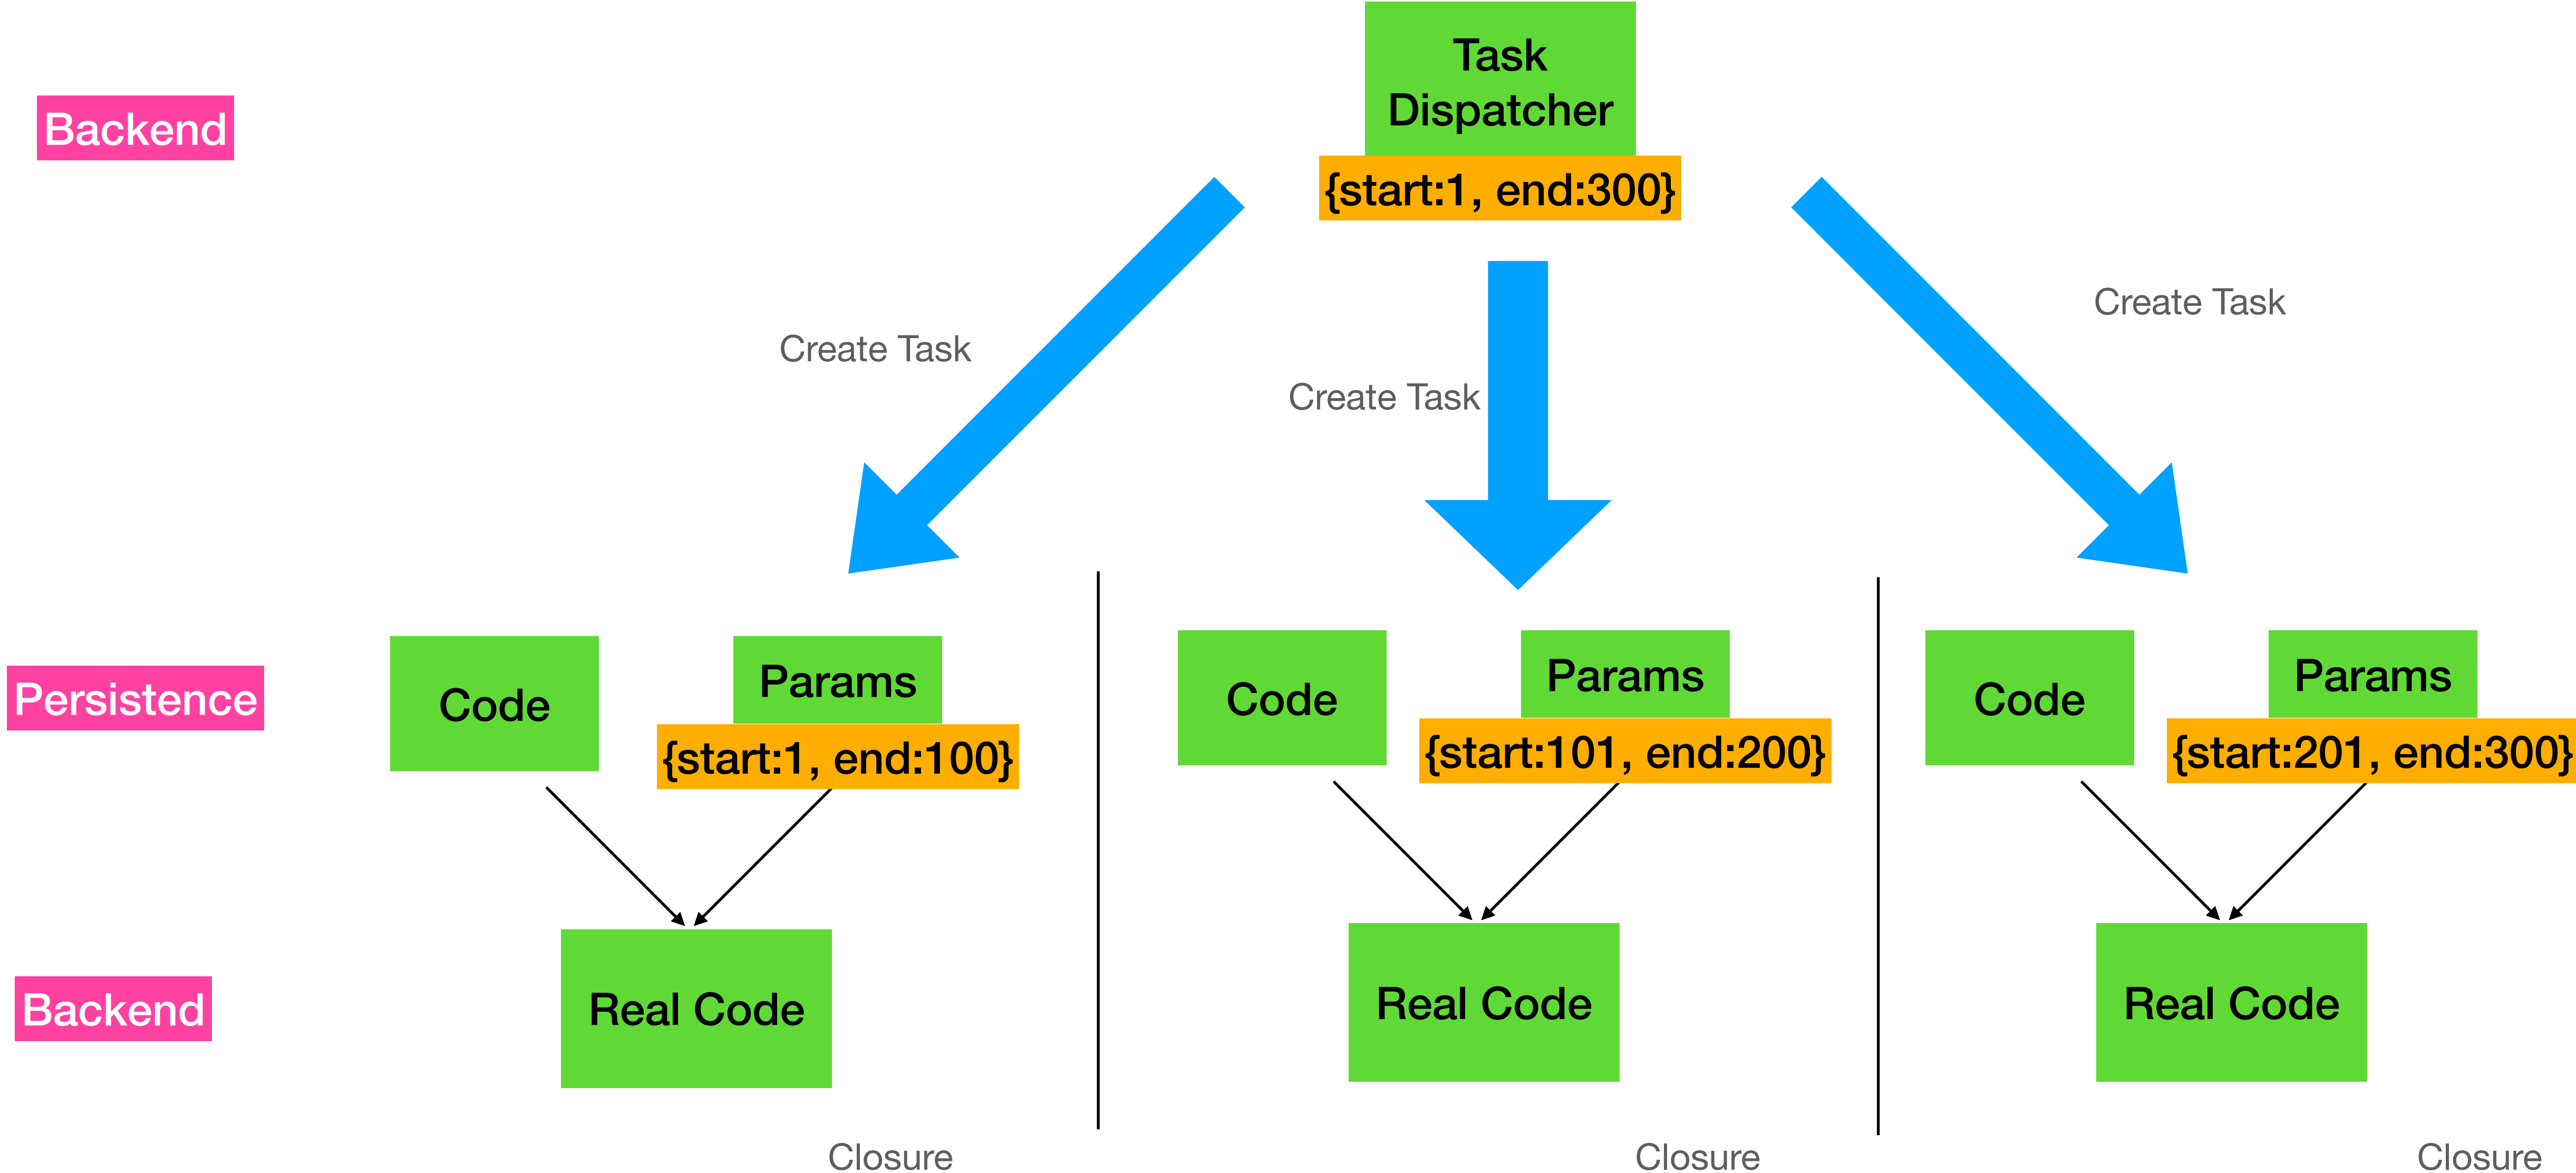 Task
Dispatcher
Backend
{start:1, end:300}
Create Task
Create Task
Create Task
Code
Params
{start:1, end:100}
Code
Params
{start:101, end:200}
Code
Params
{start:201, end:300}
Persistence
Real Code
Real Code
Real Code
Backend
Closure
Closure
Closure